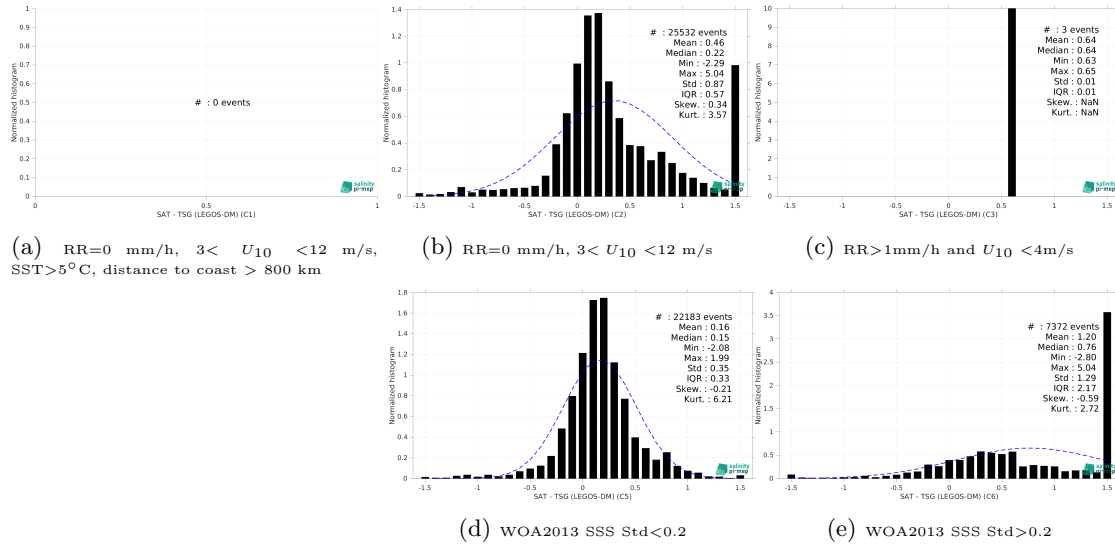 1
0.9
0.8
0.7
0.6
0.5
0.4
0.3
0.2
0.1
0
Normalized histogram
# : 0 events
salinity
pi-mep
0 0.5 1
SAT - TSG (LEGOS-DM) (C1)
(a) RR=0 mm/h, 3< U10 <12 m/s,
SST>5°C, distance to coast > 800 km
1.4
1.2
1
0.8
0.6
0.4
0.2
0
Normalized histogram
# : 25532 events
Mean : 0.46
Median : 0.22
Min : -2.29
Max : 5.04
Std : 0.87
IQR : 0.57
Skew. : 0.34
Kurt. : 3.57
salinity
pi-mep
-1.5 -1 -0.5 0 0.5 1 1.5
SAT - TSG (LEGOS-DM) (C2)
(b) RR=0 mm/h, 3< U10 <12 m/s
10
9
8
7
6
5
4
3
2
1
0
Normalized histogram
# : 3 events
Mean : 0.64
Median : 0.64
Min : 0.63
Max : 0.65
Std : 0.01
IQR : 0.01
Skew. : NaN
Kurt. : NaN
salinity
pi-mep
-1.5 -1 -0.5 0 0.5 1 1.5
SAT - TSG (LEGOS-DM) (C3)
(c) RR>1mm/h and U10 <4m/s
1.8
1.6
1.4
1.2
1
0.8
0.6
0.4
0.2
0
Normalized histogram
# : 22183 events
Mean : 0.16
Median : 0.15
Min : -2.08
Max : 1.99
Std : 0.35
IQR : 0.33
Skew. : -0.21
Kurt. : 6.21
salinity
pi-mep
-1.5 -1 -0.5 0 0.5 1 1.5
SAT - TSG (LEGOS-DM) (C5)
(d) WOA2013 SSS Std<0.2
4
3.5
3
2.5
2
1.5
1
0.5
0
Normalized histogram
# : 7372 events
Mean : 1.20
Median : 0.76
Min : -2.80
Max : 5.04
Std : 1.29
IQR : 2.17
Skew. : -0.59
Kurt. : 2.72
salinity
pi-mep
-1.5 -1 -0.5 0 0.5 1 1.5
SAT - TSG (LEGOS-DM) (C6)
(e) WOA2013 SSS Std>0.2